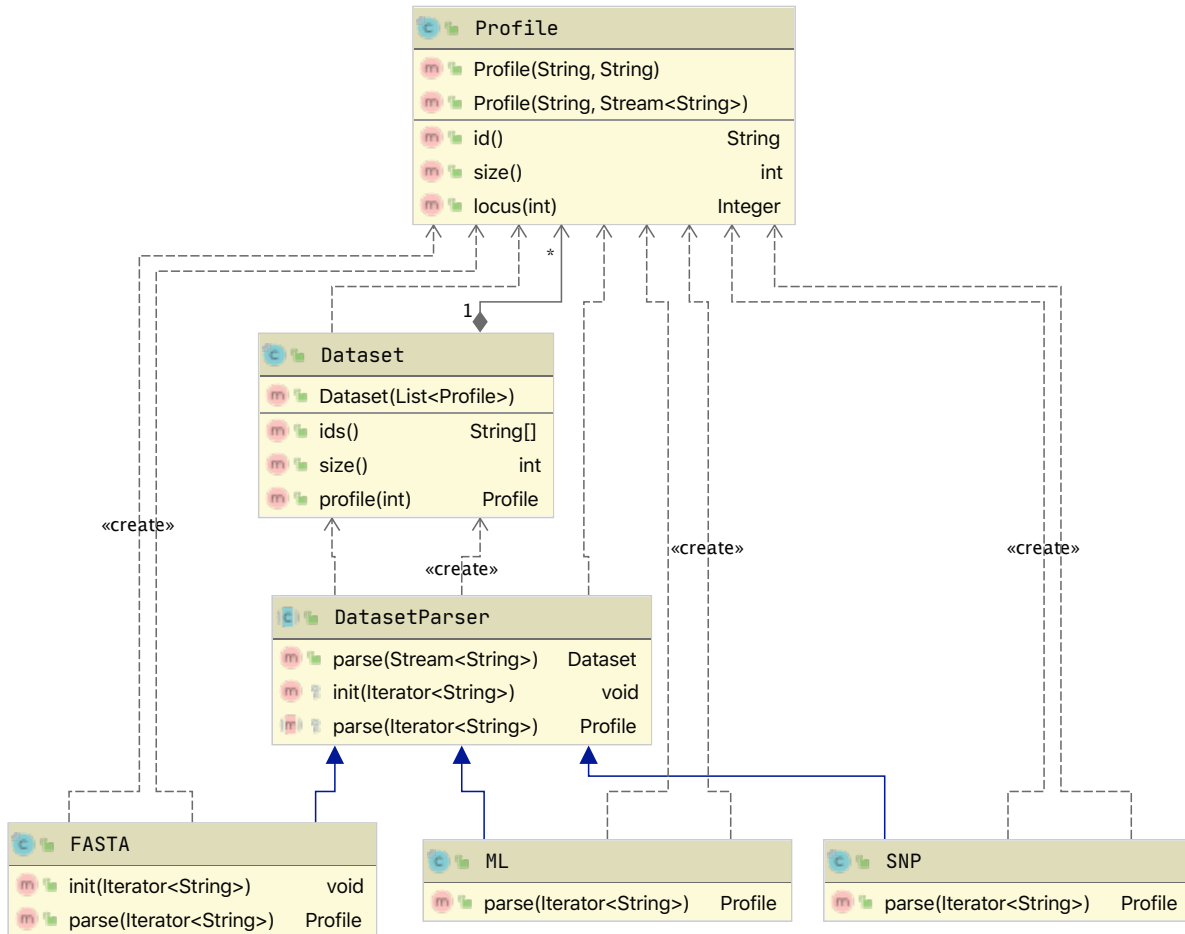 Profile
Profile(String, String)
Profile(String, Stream<String>)
id() String
size() int
locus(int) Integer
*
1
Dataset
Dataset(List<Profile>)
ids() String[]
size() int
profile(int) Profile
«create»
«create»
«create»
«create»
DatasetParser
parse(Stream<String>) Dataset
init(Iterator<String>) void
parse(Iterator<String>) Profile
FASTA
init(Iterator<String>) void
parse(Iterator<String>) Profile
ML
parse(Iterator<String>) Profile
SNP
parse(Iterator<String>) Profile